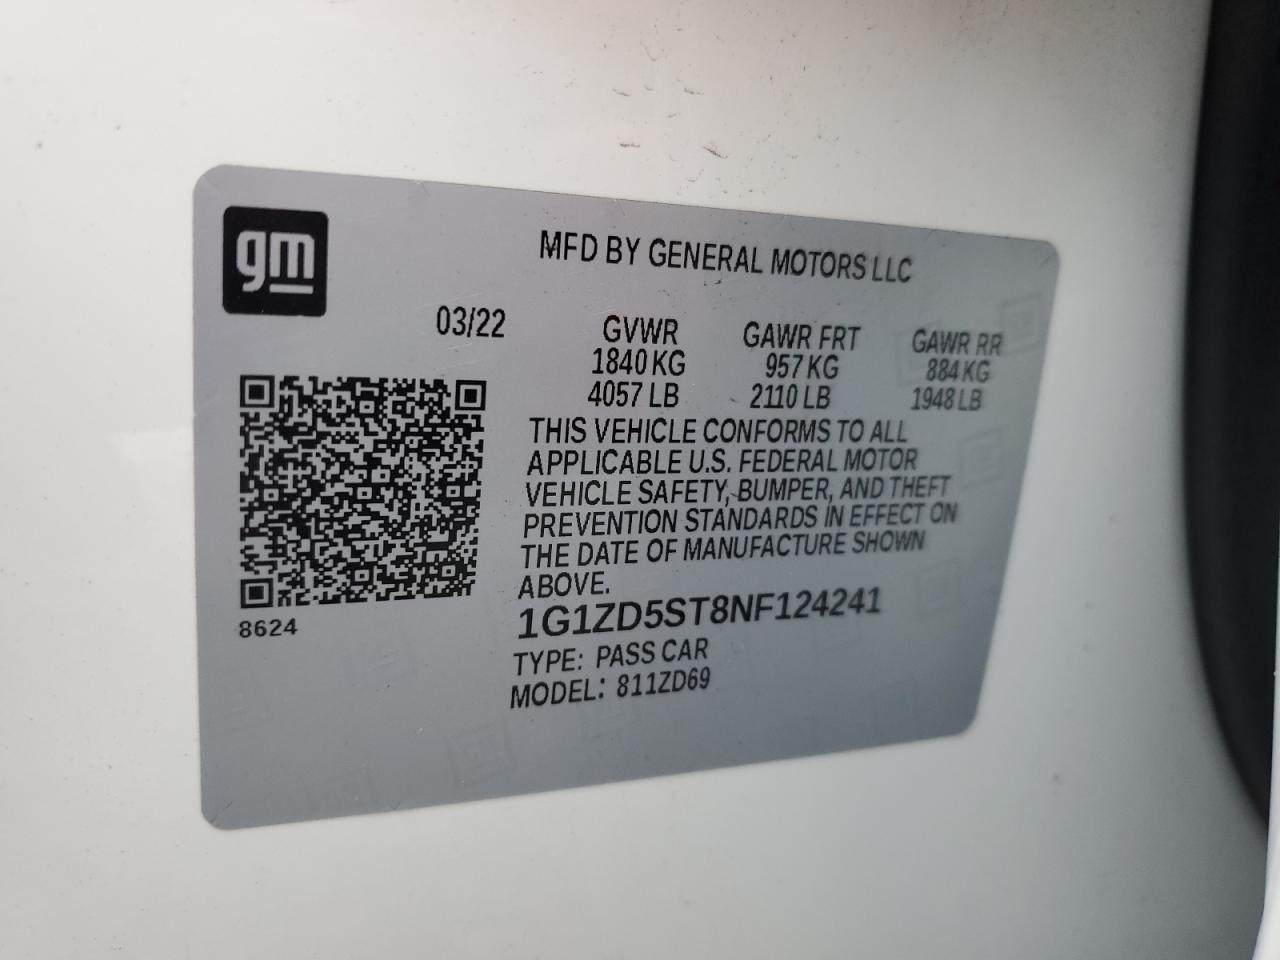 gm
MFD BY GENERAL MOTORS LLC
03/22
GVWR GAWR FRT GAWR RR
1840 KG 957 KG 884 KG
4057 LB 2110 LB 1948 LB
THIS VEHICLE CONFORMS TO ALL
APPLICABLE U.S. FEDERAL MOTOR
VEHICLE SAFETY, BUMPER, AND THEFT
PREVENTION STANDARDS IN EFFECT ON
THE DATE OF MANUFACTURE SHOWN
ABOVE.
1G1ZD5ST8NF124241
8624
TYPE: PASS CAR
MODEL: 811ZD69